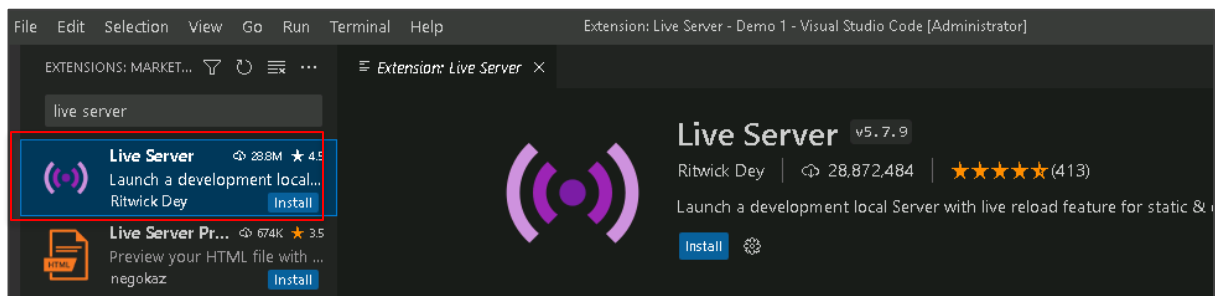 File Edit Selection View Go Run Terminal Help Extension: Live Server - Demo 1 - Visual Studio Code [Administrator]
EXTENSIONS: MARKET... Extension: Live Server
live server
Live Server 28.8M 4.5
Launch a development local...
Ritwick Dey Install
HTML
Live Server Pr... 674K 3.5
Preview your HTML file with ...
negokaz Install
Live Server v5.7.9
Ritwick Dey 28,872,484 (413)
Launch a development local Server with live reload feature for static &
Install